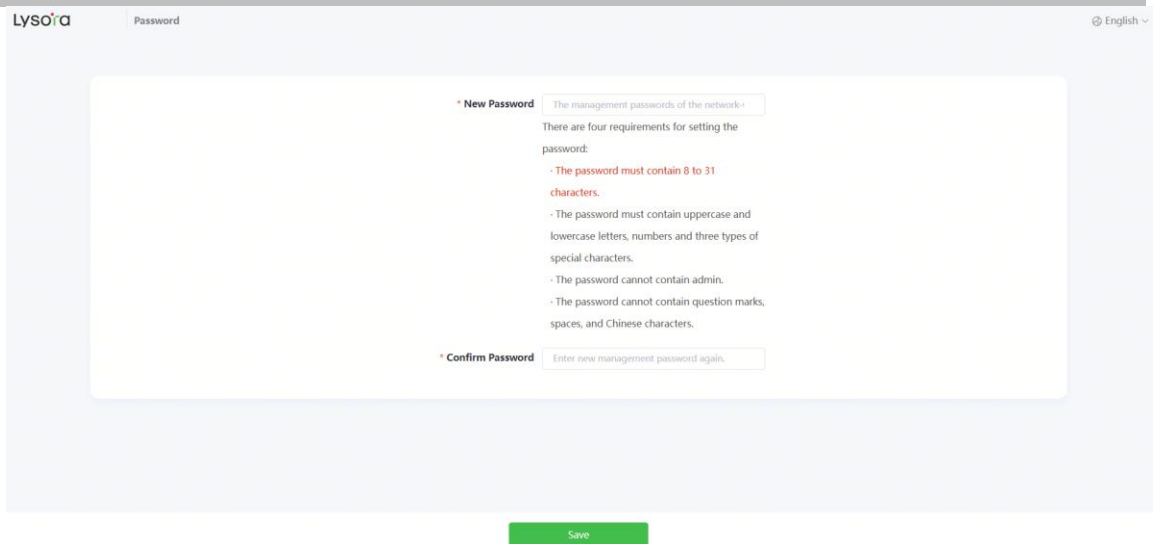 Lysora
Password
English
* New Password
The management passwords of the network
There are four requirements for setting the
password:
· The password must contain 8 to 31
characters.
· The password must contain uppercase and
lowercase letters, numbers and three types of
special characters.
· The password cannot contain admin.
· The password cannot contain question marks,
spaces, and Chinese characters.
* Confirm Password
Enter new management password again.
Save